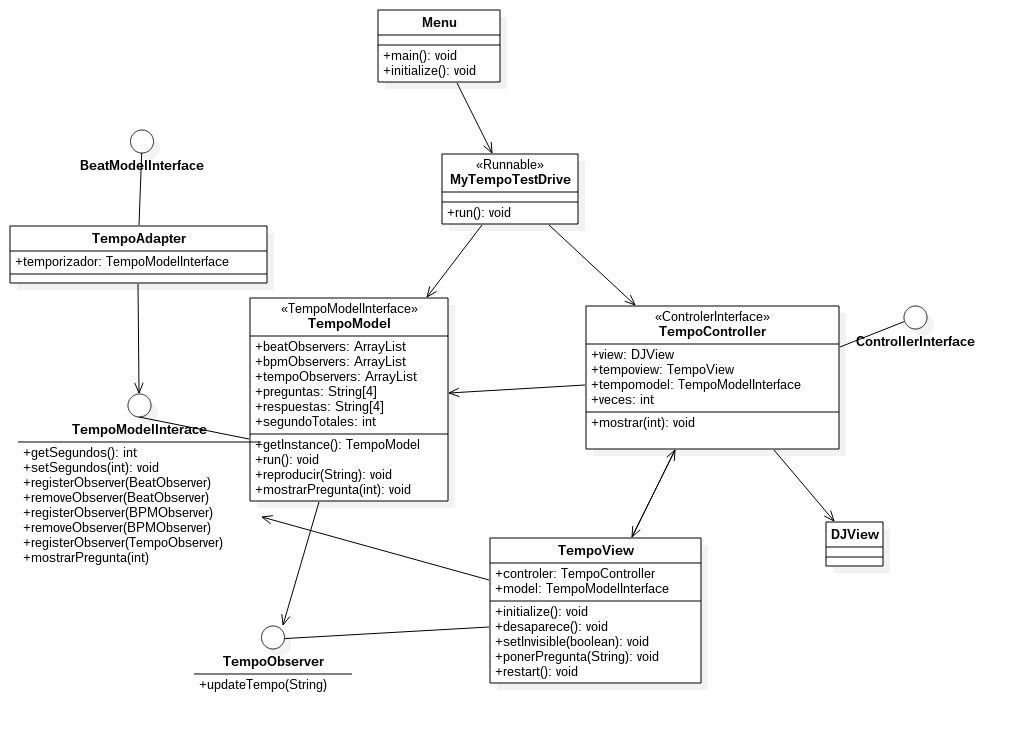 Menu
+main(): void
+initialize(): void
BeatModelInterface
«Runnable»
MyTempoTestDrive
+run(): void
TempoAdapter
+temporizador: TempoModelInterface
«TempoModelInterface»
TempoModel
+beatObservers: ArrayList
+bpmObservers: ArrayList
+tempoObservers: ArrayList
+preguntas: String[4]
+respuestas: String[4]
+segundoTotales: int
+getInstance(): TempoModel
+run(): void
+reproducir(String): void
+mostrarPregunta(int): void
«ControlerInterface»
TempoController
+view: DJView
+tempoview: TempoView
+tempomodel: TempoModelInterface
+veces: int
+mostrar(int): void
ControllerInterface
TempoModelInterace
+getSegundos(): int
+setSegundos(int): void
+registerObserver(BeatObserver)
+removeObserver(BeatObserver)
+registerObserver(BPMObserver)
+removeObserver(BPMObserver)
+registerObserver(TempoObserver)
+mostrarPregunta(int)
DJView
TempoView
+controler: TempoController
+model: TempoModelInterface
+initialize(): void
+desaparece(): void
+setInvisible(boolean): void
+ponerPregunta(String): void
+restart(): void
TempoObserver
+updateTempo(String)